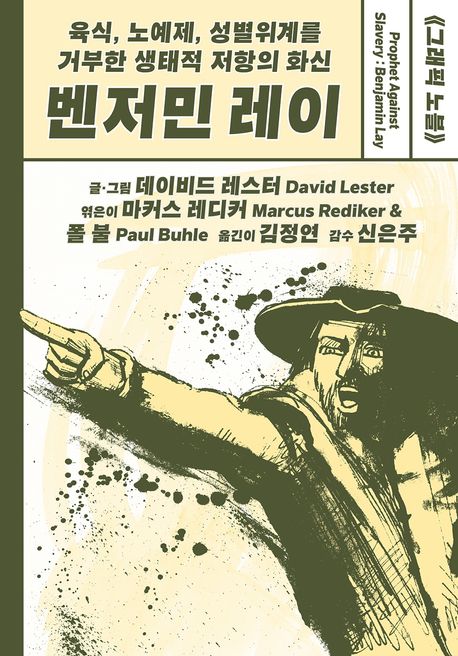 육식, 노예제, 성별위계를
거부한 생태적 저항의 화신
벤저민 레이
Prophet Against
Slavery : Benjamin Lay
《그래픽 노블》
글·그림 데이비드 레스터 David Lester
엮은이 마커스 레디커 Marcus Rediker &
폴 불 Paul Buhle 옮긴이 김정연 감수 신은주